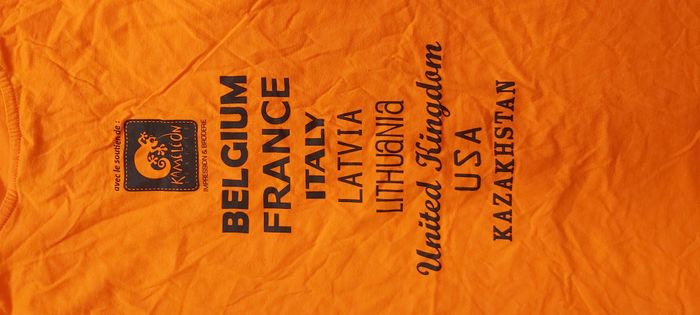 avec le soutien de :
KAMELEON
IMPRESSION & BRODERIE
BELGIUM
FRANCE
ITALY
LATVIA
LITHUANIA
United Kingdom
USA
KAZAKHSTAN